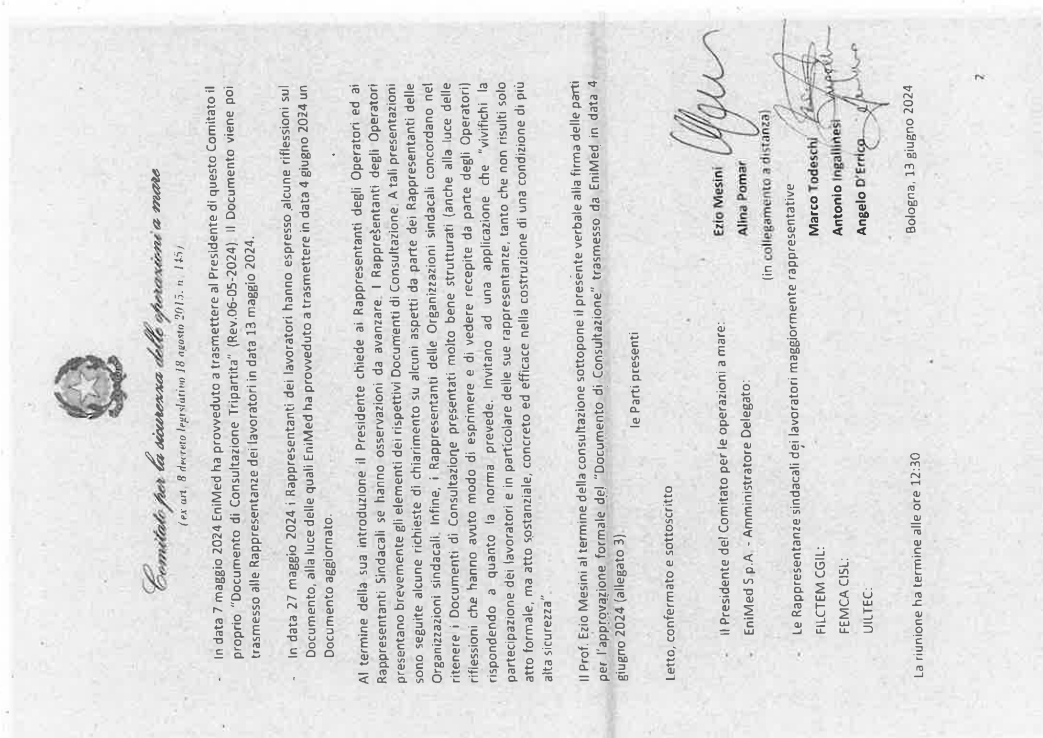 Comitato per la sicurezza delle operazioni a mare
(ex art. 8 decreto legislativo 18 agosto 2015, n. 145)
- In data 7 maggio 2024 EniMed ha provveduto a trasmettere al Presidente di questo Comitato il
proprio “Documento di Consultazione Tripartita” (Rev.06-05-2024) Il Documento viene poi
trasmesso alle Rappresentanze dei lavoratori in data 13 maggio 2024.
- In data 27 maggio 2024 i Rappresentanti dei lavoratori hanno espresso alcune riflessioni sul
Documento, alla luce delle quali EniMed ha provveduto a trasmettere in data 4 giugno 2024 un
Documento aggiornato.
Al termine della sua introduzione il Presidente chiede ai Rappresentanti degli Operatori ed ai
Rappresentanti Sindacali se hanno osservazioni da avanzare. I Rappresentanti degli Operatori
presentano brevemente gli elementi dei rispettivi Documenti di Consultazione. A tali presentazioni
sono seguite alcune richieste di chiarimento su alcuni aspetti da parte dei Rappresentanti delle
Organizzazioni sindacali. Infine, i Rappresentanti delle Organizzazioni sindacali concordano nel
ritenere i Documenti di Consultazione presentati molto bene strutturati (anche alla luce delle
riflessioni che hanno avuto modo di esprimere e di vedere recepite da parte degli Operatori)
rispondendo a quanto la norma prevede. Invitano ad una applicazione che “vivifichi la
partecipazione dei lavoratori e in particolare delle sue rappresentanze, tanto che non risulti solo
atto formale, ma atto sostanziale, concreto ed efficace nella costruzione di una condizione di più
alta sicurezza”.
Il Prof. Ezio Mesini al termine della consultazione sottopone il presente verbale alla firma delle parti
per l’approvazione formale del “Documento di Consultazione” trasmesso da EniMed in data 4
giugno 2024 (allegato 3).
le Parti presenti
Letto, confermato e sottoscritto
- il Presidente del Comitato per le operazioni a mare: Ezio Mesini
EniMed S p.A. - Amministratore Delegato: Alina Pomar
(in collegamento a distanza)
- Le Rappresentanze sindacali dei lavoratori maggiormente rappresentative
FILCTEM CGIL: Marco Todeschi
FEMCA CISL: Antonio Ingallinesi
UILTEC: Angelo D'Errico
La riunione ha termine alle ore 12:30
Bologna, 13 giugno 2024
2